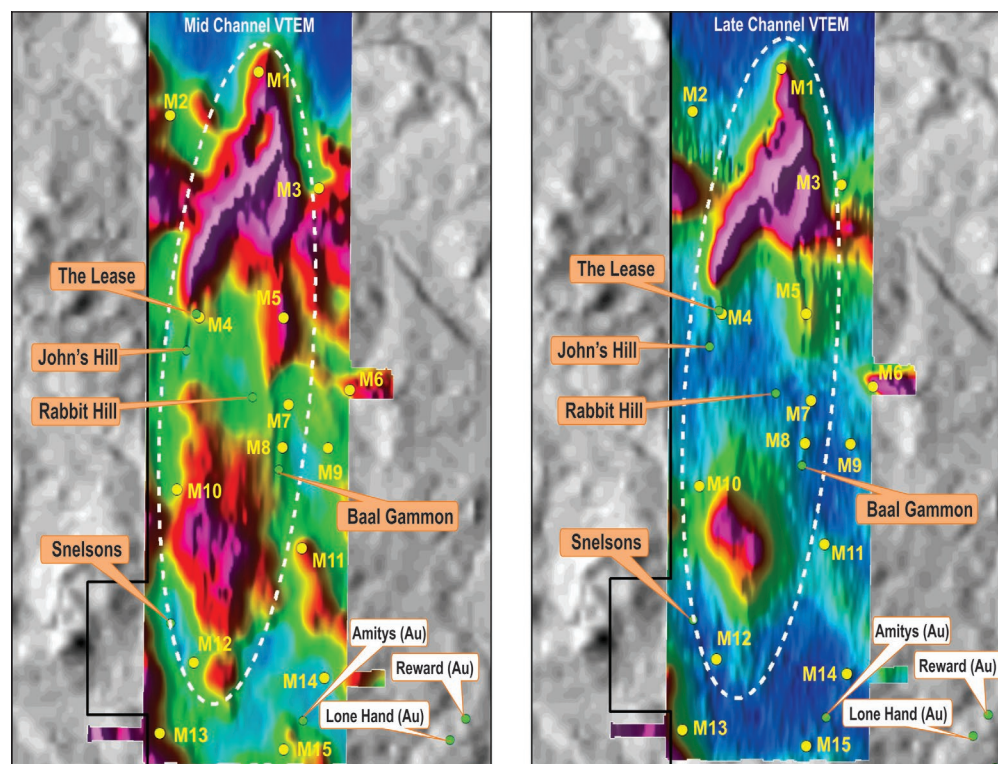 Mid Channel VTEM
M1
M2
M3
The Lease
M5
M4
John's Hill
M6
Rabbit Hill
M7
M8
M9
M10
Baal Gammon
Snelsons
M11
Amitys (Au)
M12
Reward (Au)
M14
Lone Hand (Au)
M13
M15
Late Channel VTEM
M1
M2
M3
The Lease
M5
M4
John's Hill
M6
Rabbit Hill
M7
M8
M9
M10
Baal Gammon
Snelsons
M11
Amitys (Au)
M12
Reward (Au)
M14
Lone Hand (Au)
M13
M15